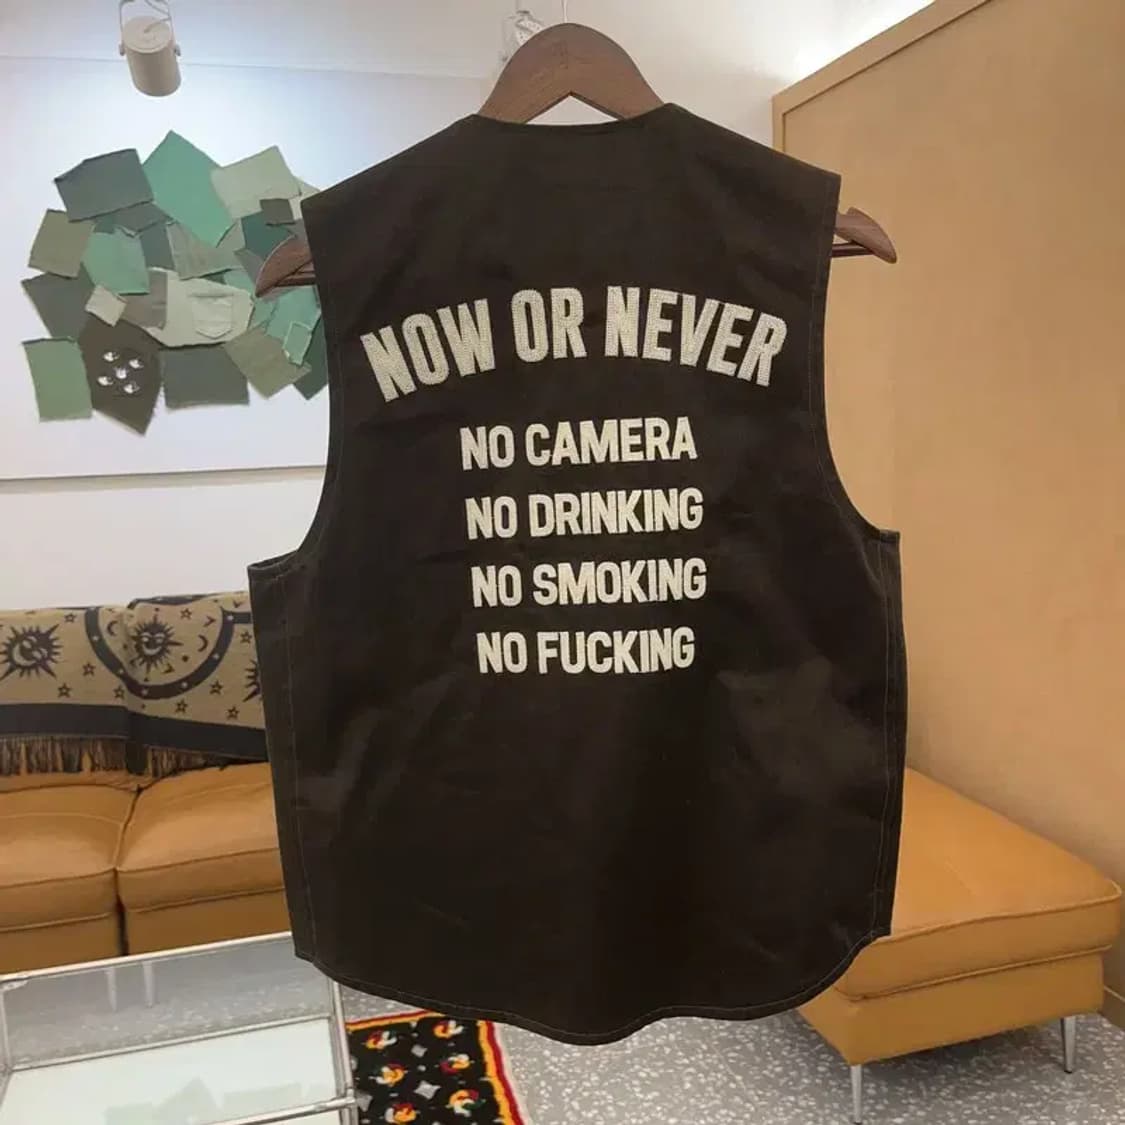 NOW OR NEVER
NO CAMERA
NO DRINKING
NO SMOKING
NO FUCKING